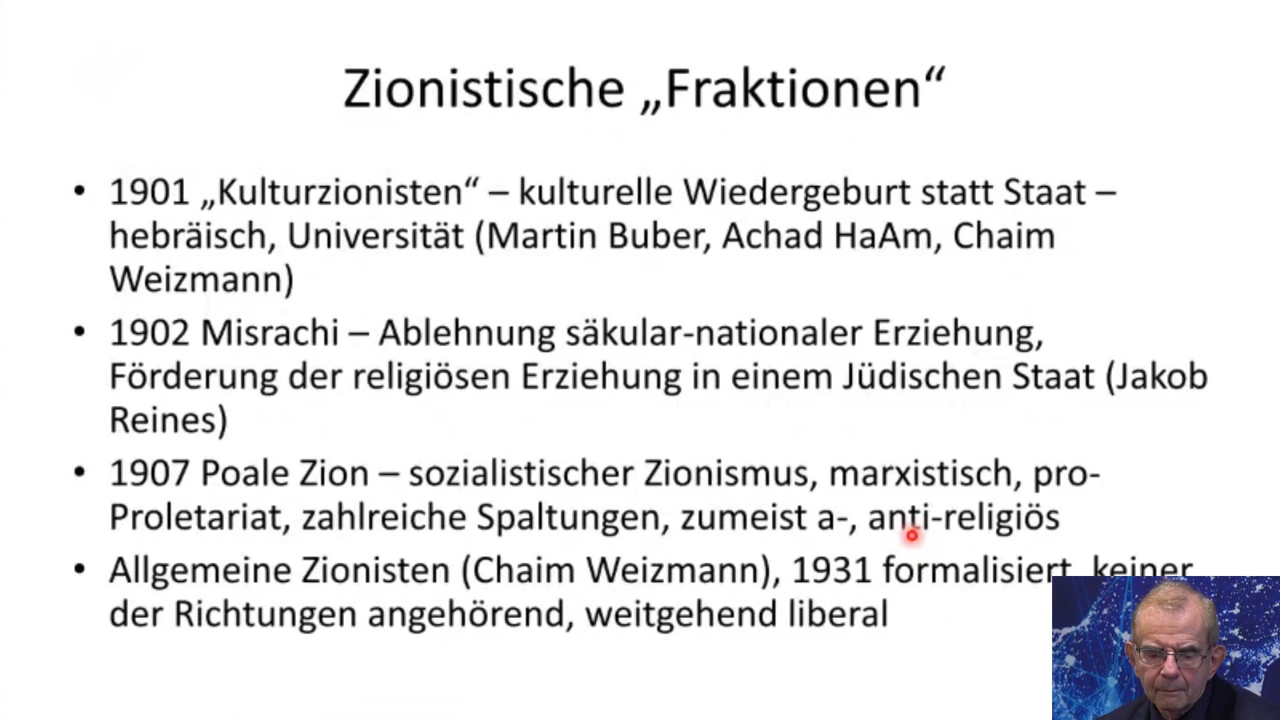 Zionistische „Fraktionen“
• 1901 „Kulturzionisten“ – kulturelle Wiedergeburt statt Staat –
hebräisch, Universität (Martin Buber, Achad HaAm, Chaim
Weizmann)
• 1902 Misrachi – Ablehnung säkular-nationaler Erziehung,
Förderung der religiösen Erziehung in einem Jüdischen Staat (Jakob
Reines)
• 1907 Poale Zion – sozialistischer Zionismus, marxistisch, pro-
Proletariat, zahlreiche Spaltungen, zumeist a-, anti-religiös
• Allgemeine Zionisten (Chaim Weizmann), 1931 formalisiert, keiner
der Richtungen angehörend, weitgehend liberal